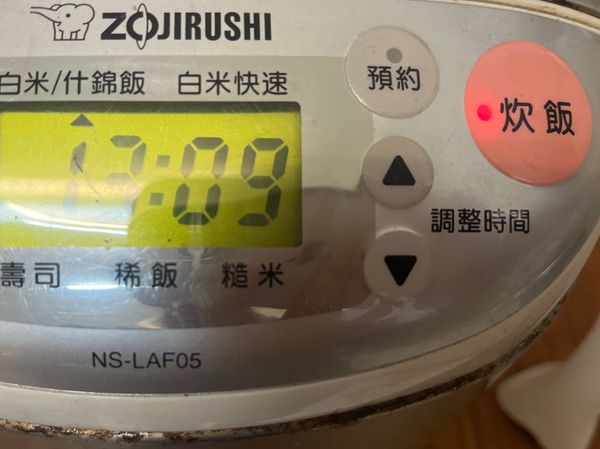 ZOJIRUSHI
白米/什錦飯 白米快速
預約
炊飯
12:09
調整時間
壽司 稀飯 糙米
NS-LAF05